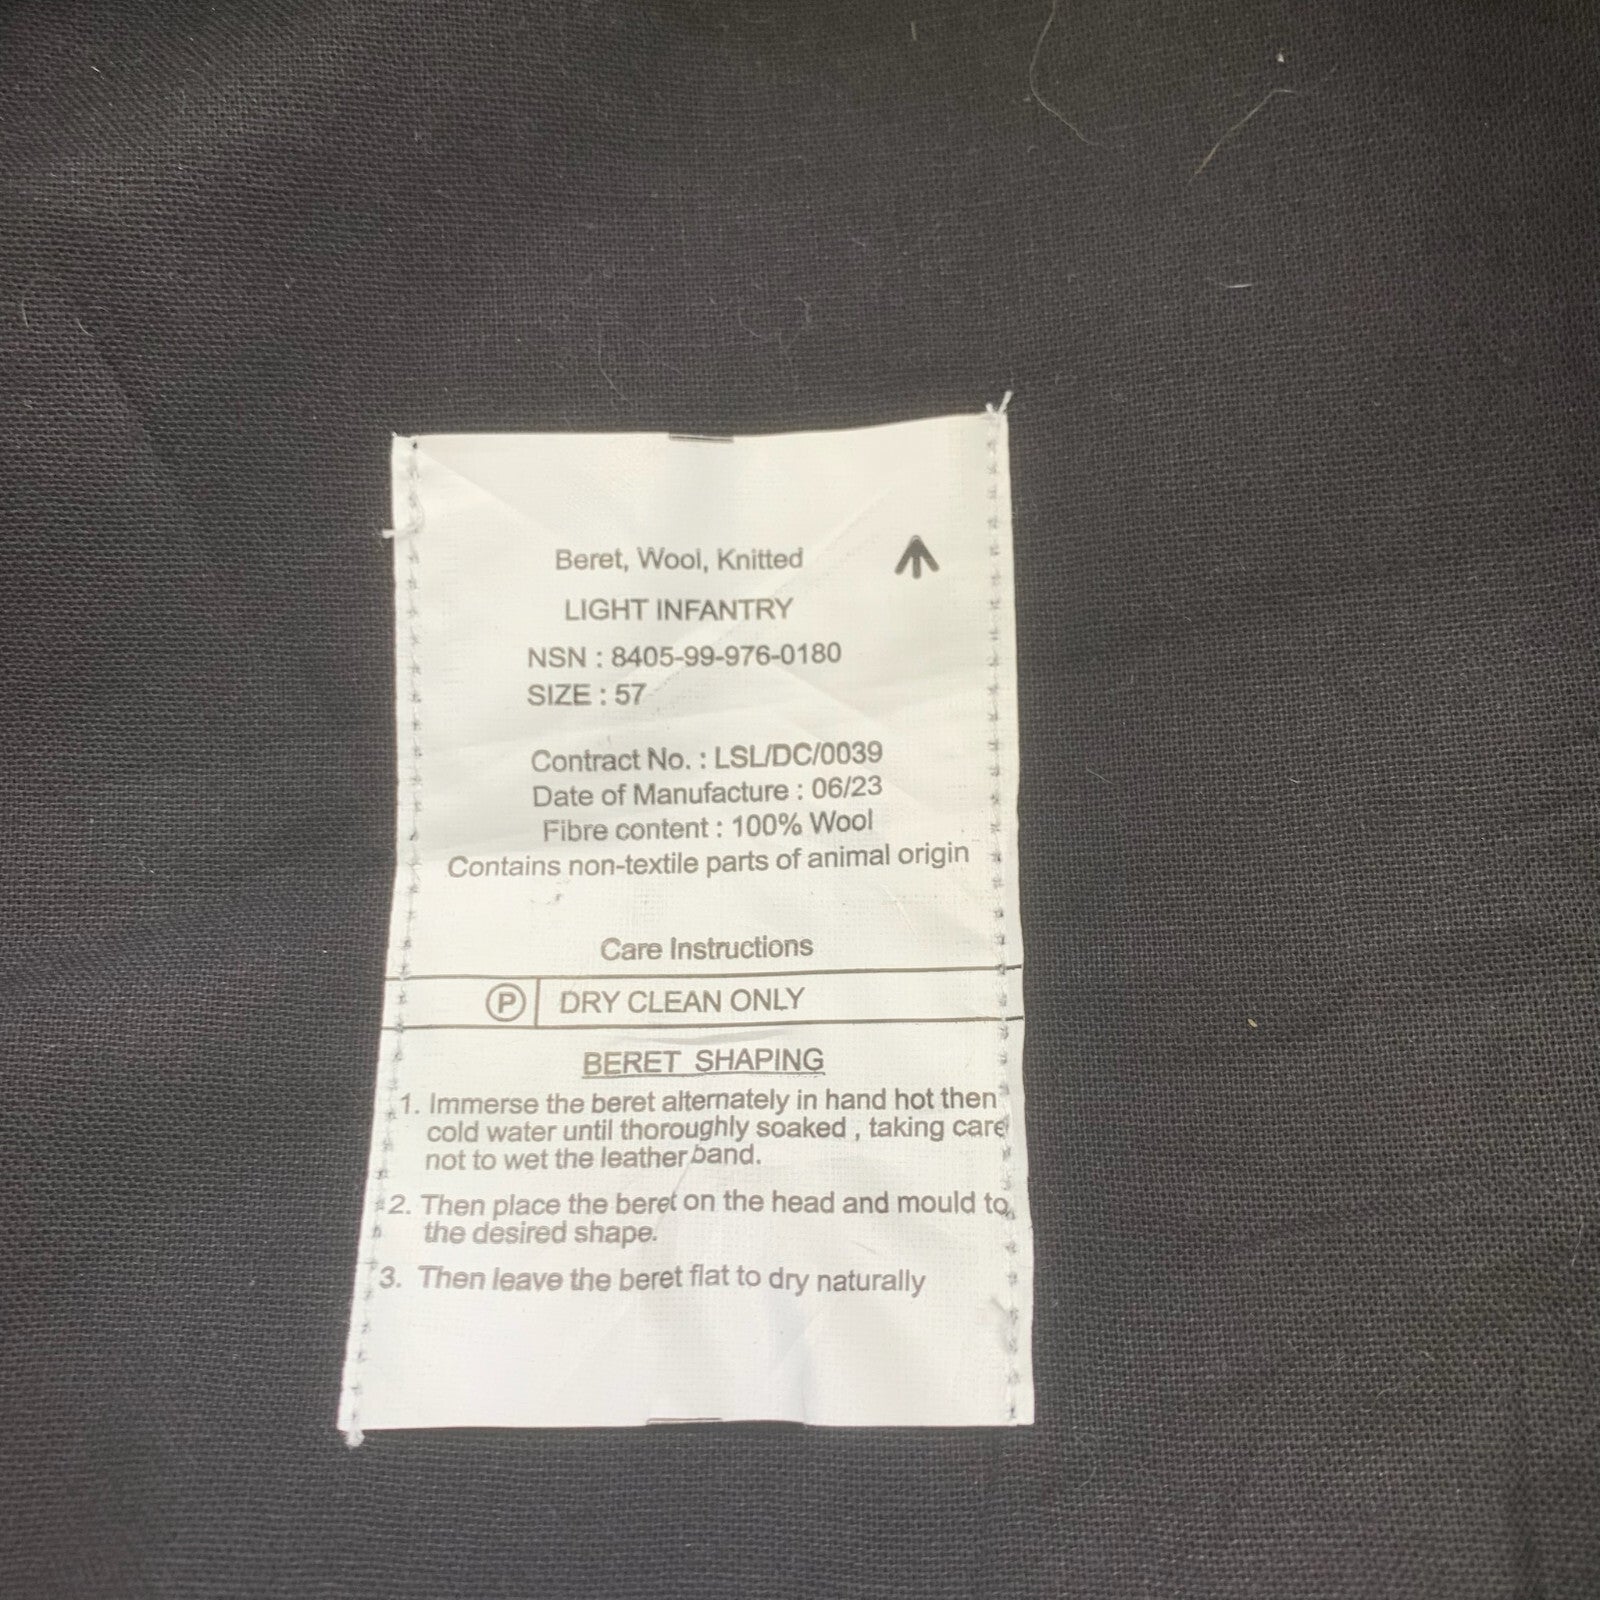 Beret, Wool, Knitted
LIGHT INFANTRY
NSN : 8405-99-976-0180
SIZE : 57
Contract No. : LSL/DC/0039
Date of Manufacture : 06/23
Fibre content : 100% Wool
Contains non-textile parts of animal origin
Care Instructions
P DRY CLEAN ONLY
BERET SHAPING
1. Immerse the beret alternately in hand hot then
cold water until thoroughly soaked , taking care
not to wet the leather band.
2. Then place the beret on the head and mould to
the desired shape.
3. Then leave the beret flat to dry naturally